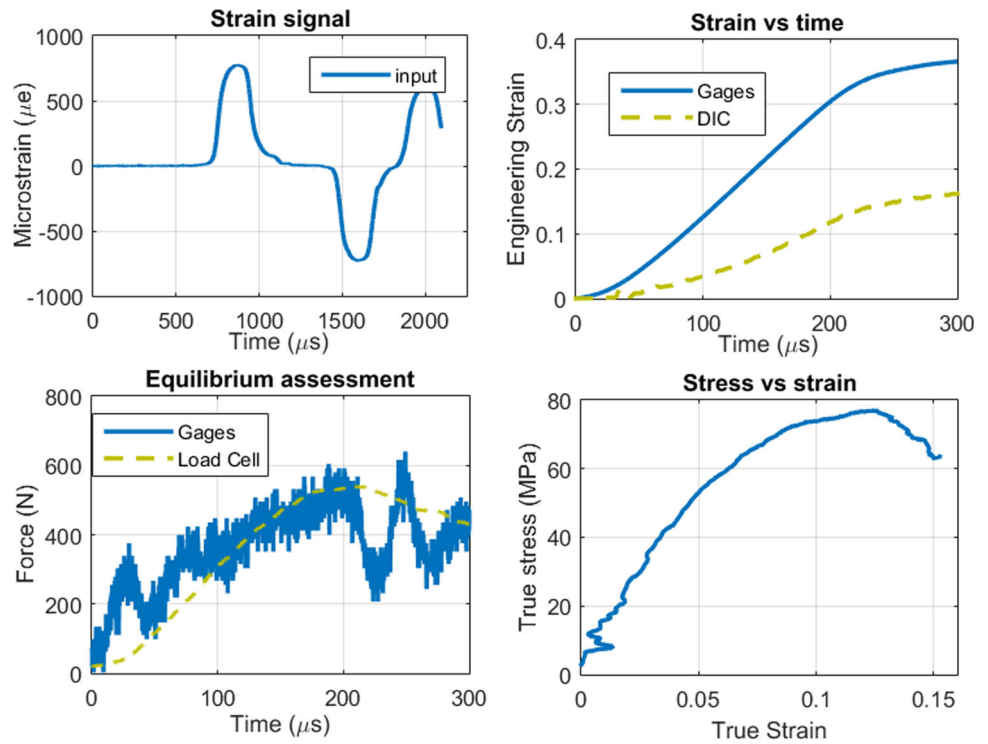 Strain signal
1000
500
0
-500
-1000
Microstrain (με)
input
0 500 1000 1500 2000
Time (μs)
Strain vs time
0.4
0.3
0.2
0.1
0
Engineering Strain
Gages
DIC
0 100 200 300
Time (μs)
Equilibrium assessment
800
600
400
200
0
Force (N)
Gages
Load Cell
0 100 200 300
Time (μs)
Stress vs strain
80
60
40
20
0
True stress (MPa)
0 0.05 0.1 0.15
True Strain